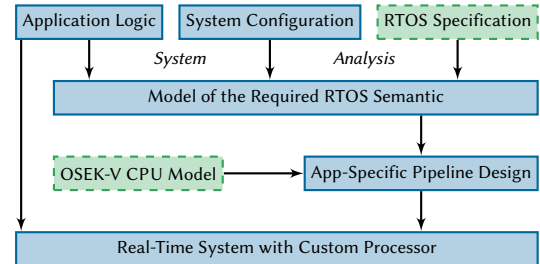 Application Logic
System Configuration
RTOS Specification
System
Analysis
Model of the Required RTOS Semantic
OSEK-V CPU Model
App-Specific Pipeline Design
Real-Time System with Custom Processor